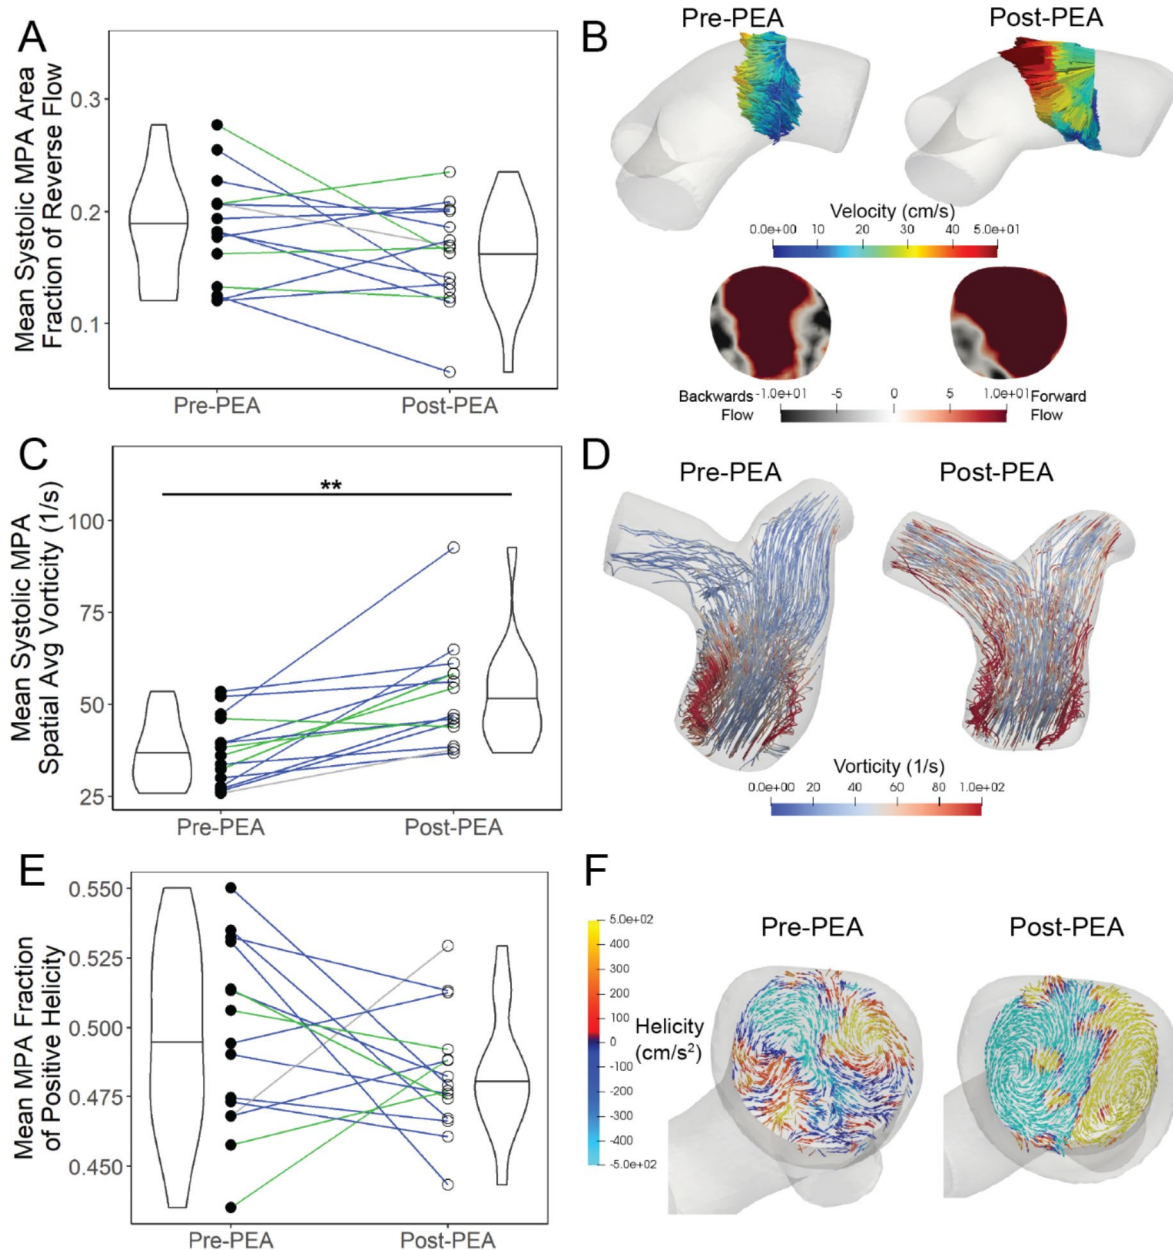 A
Mean Systolic MPA Area
Fraction of Reverse Flow
0.3
0.2
0.1
Pre-PEA
Post-PEA
B
Pre-PEA
Post-PEA
Velocity (cm/s)
0.0e+00 10 20 30 40 5.0e+01
Backwards Flow
-1.0e+01 -5 0 5 1.0e+01
Forward Flow
C
Mean Systolic MPA
Spatial Avg Vorticity (1/s)
100
75
50
25
**
Pre-PEA
Post-PEA
D
Pre-PEA
Post-PEA
Vorticity (1/s)
0.0e+00 20 40 60 80 1.0e+02
E
Mean MPA Fraction
of Positive Helicity
0.550
0.525
0.500
0.475
0.450
Pre-PEA
Post-PEA
F
Pre-PEA
Post-PEA
5.0e+02
400
300
200
100
0
-100
-200
-300
-400
-5.0e+02
Helicity
(cm/s²)